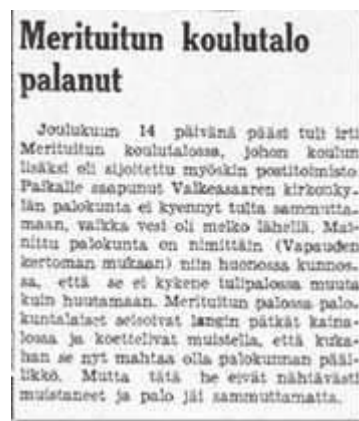 Merituitun koulutalo
palanut
Joulukuun 14 päivänä pääsi tuli irti
Merituitun koulutalossa, johon koulun
lisäksi oli sijoitettu myöskin postitoimisto
Paikalle saapunut Valkeasaaren kirkonky-
län palokunta ei kyennyt tulta sammutta-
maan, vaikka vesi oli melko lähellä. Mai-
nittu palokunta on nimittäin (Vapauden
kertoman mukaan) niin huonossa kunnos-
sa, että se ei kykene tulipalossa muuta
kuin huutamaan. Merituitun palossa palo-
kuntalaiset seisoivat langin pätkät kaina-
lossa ja koettelivat muistella, että kuka-
han se nyt mahtaa olla palokunnan pääl-
likkö. Mutta tätä he eivät nähtävästi
muistaneet ja palo jäi sammuttamatta.